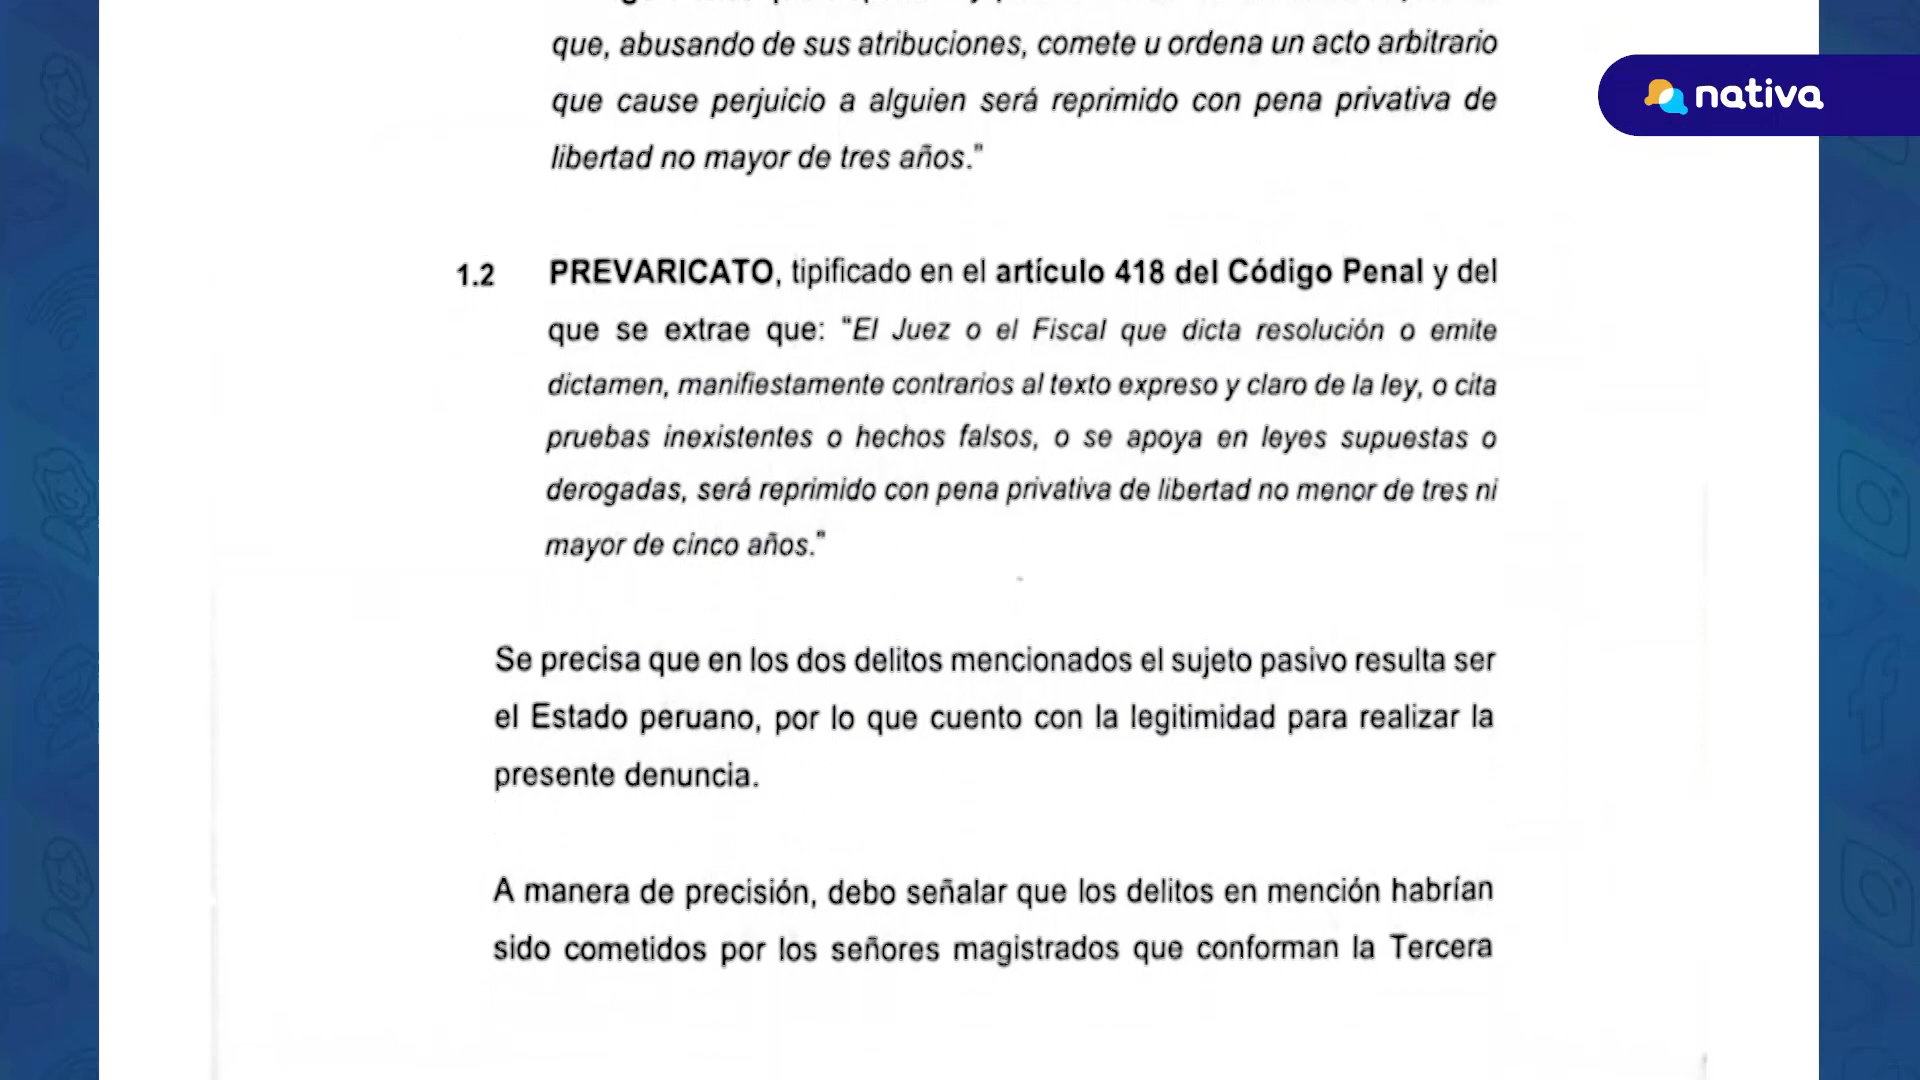 que, abusando de sus atribuciones, comete u ordena un acto arbitrario
que cause perjuicio a alguien será reprimido con pena privativa de
libertad no mayor de tres años."
nativa
1.2 PREVARICATO, tipificado en el artículo 418 del Código Penal y del
que se extrae que: "El Juez o el Fiscal que dicta resolución o emite
dictamen, manifiestamente contrarios al texto expreso y claro de la ley, o cita
pruebas inexistentes o hechos falsos, o se apoya en leyes supuestas o
derogadas, será reprimido con pena privativa de libertad no menor de tres ni
mayor de cinco años."
Se precisa que en los dos delitos mencionados el sujeto pasivo resulta ser
el Estado peruano, por lo que cuento con la legitimidad para realizar la
presente denuncia.
A manera de precisión, debo señalar que los delitos en mención habrían
sido cometidos por los señores magistrados que conforman la Tercera